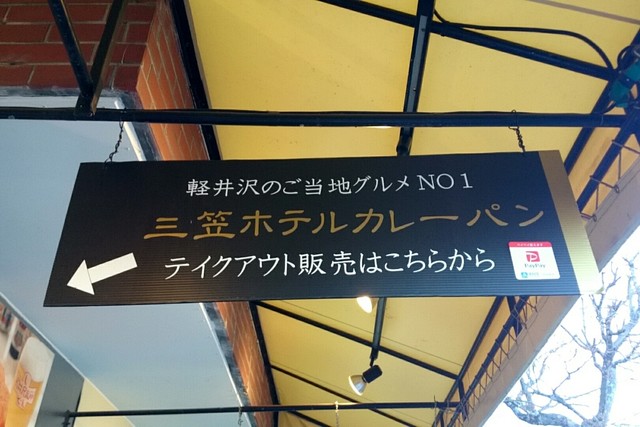 軽井沢のご当地グルメNO1
三笠ホテルカレーパン
テイクアウト販売はこちらから
PayPay